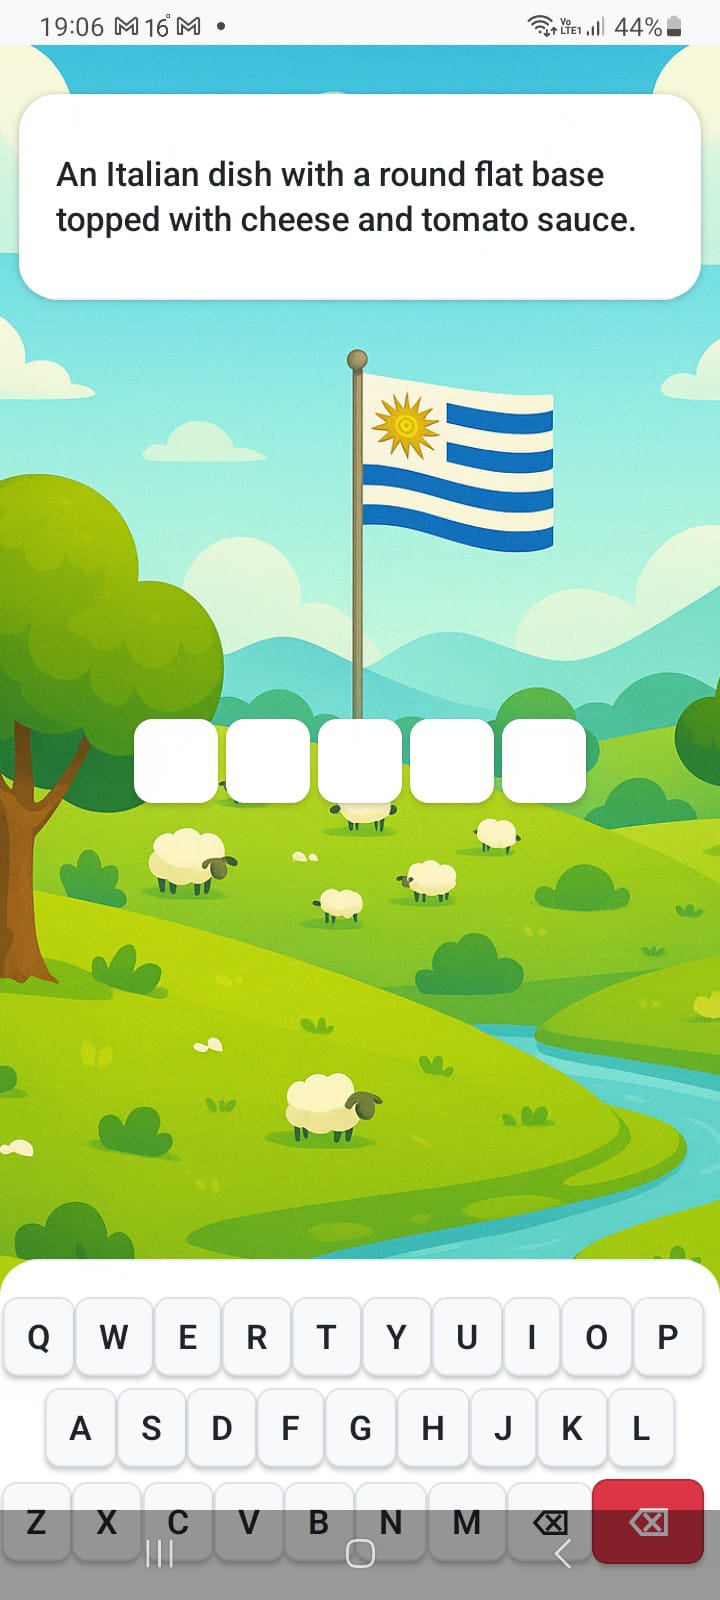 19:06 16° Vo LTE1 44%
An Italian dish with a round flat base
topped with cheese and tomato sauce.
Q W E R T Y U I O P
A S D F G H J K L
Z X C V B N M